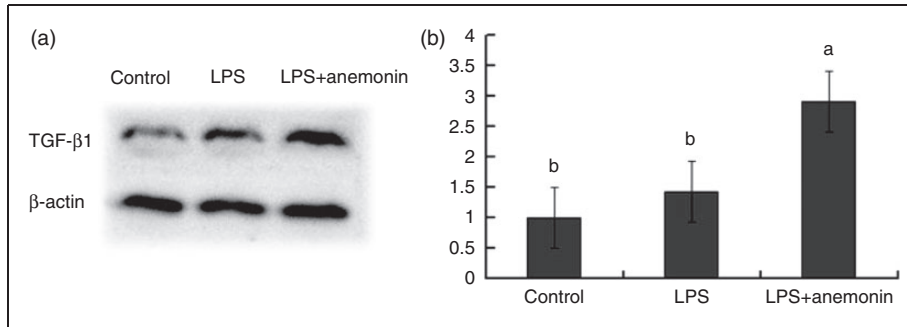 (a)
Control LPS LPS+anemonin
TGF-β1
β-actin
(b)
4
3.5
3
2.5
2
1.5
1
0.5
0
b
b
a
Control LPS LPS+anemonin